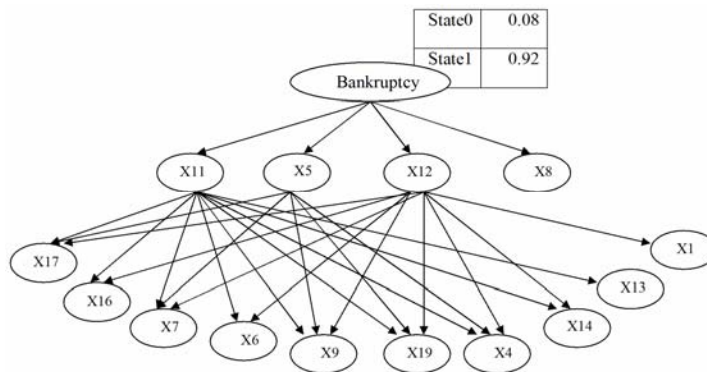 State0 0.08
State1 0.92
Bankruptcy
X11 X5 X12 X8
X17
X1
X16
X13
X7
X6
X9
X19
X4
X14